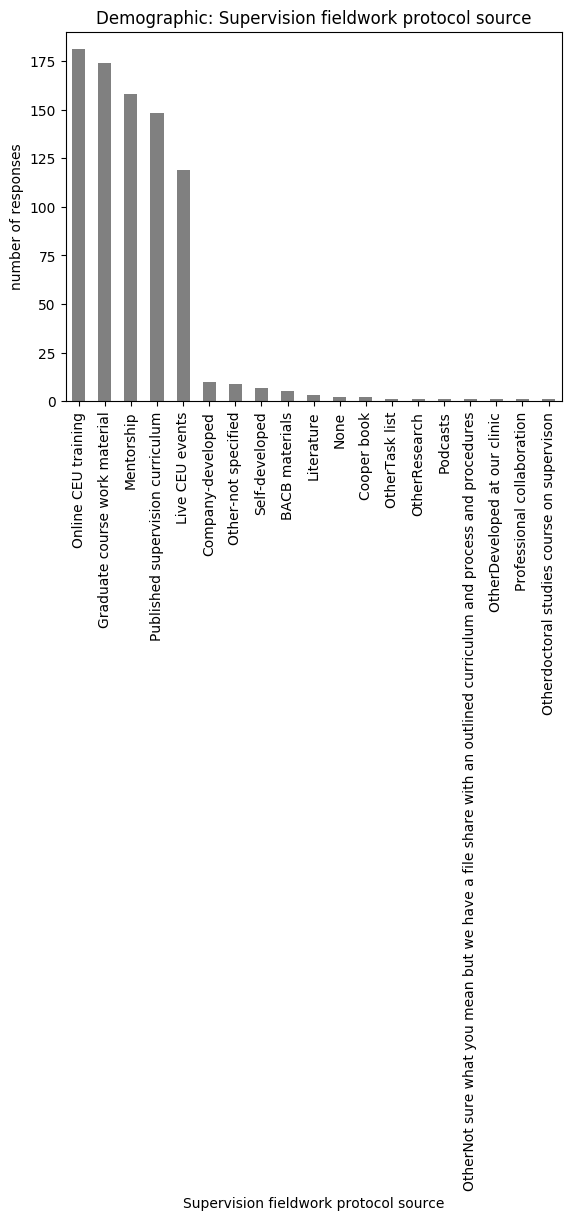 Demographic: Supervision fieldwork protocol source
number of responses
175
150
125
100
75
50
25
0
Online CEU training
Graduate course work material
Mentorship
Published supervision curriculum
Live CEU events
Company-developed
Other-not specified
Self-developed
BACB materials
Literature
None
Cooper book
OtherTask list
OtherResearch
Podcasts
OtherNot sure what you mean but we have a file share with an outlined curriculum and process and procedures
OtherDeveloped at our clinic
Professional collaboration
Otherdoctoral studies course on supervison
Supervision fieldwork protocol source